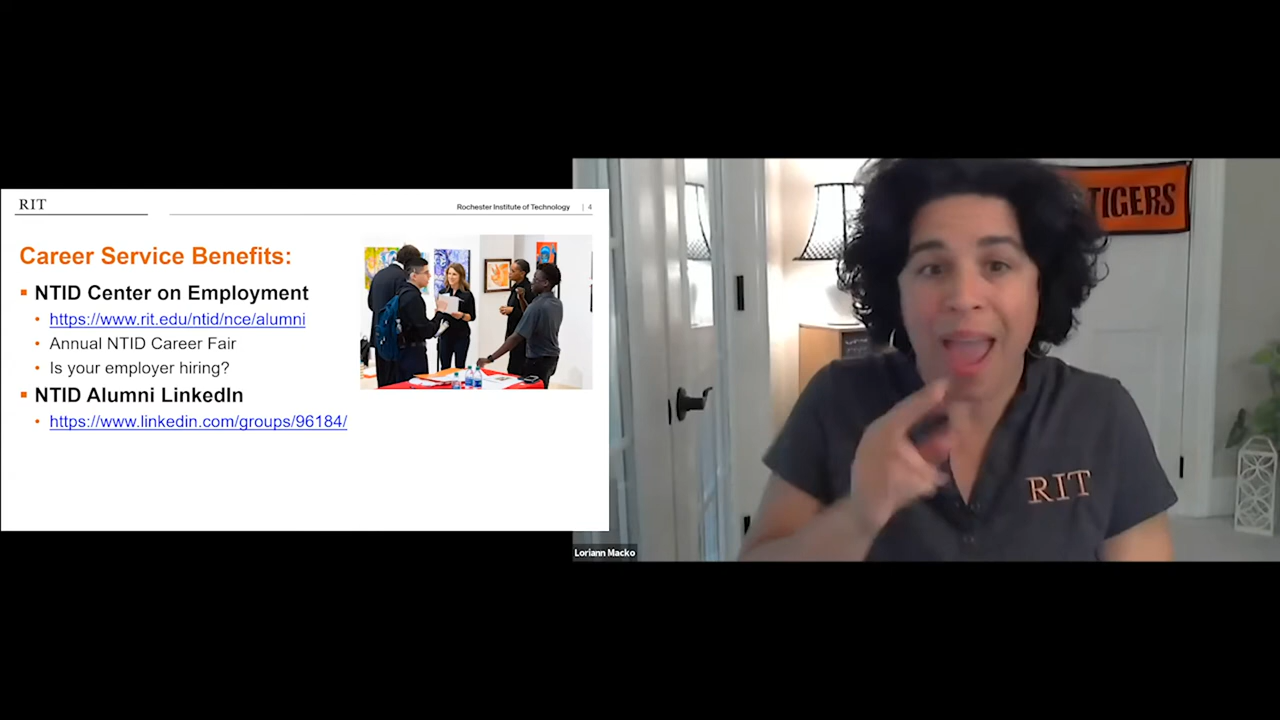 RIT
Rochester Institute of Technology | 4
Career Service Benefits:
NTID Center on Employment
https://www.rit.edu/ntid/nce/alumni
Annual NTID Career Fair
Is your employer hiring?
NTID Alumni LinkedIn
https://www.linkedin.com/groups/96184/
TIGERS
RIT
Loriann Macko